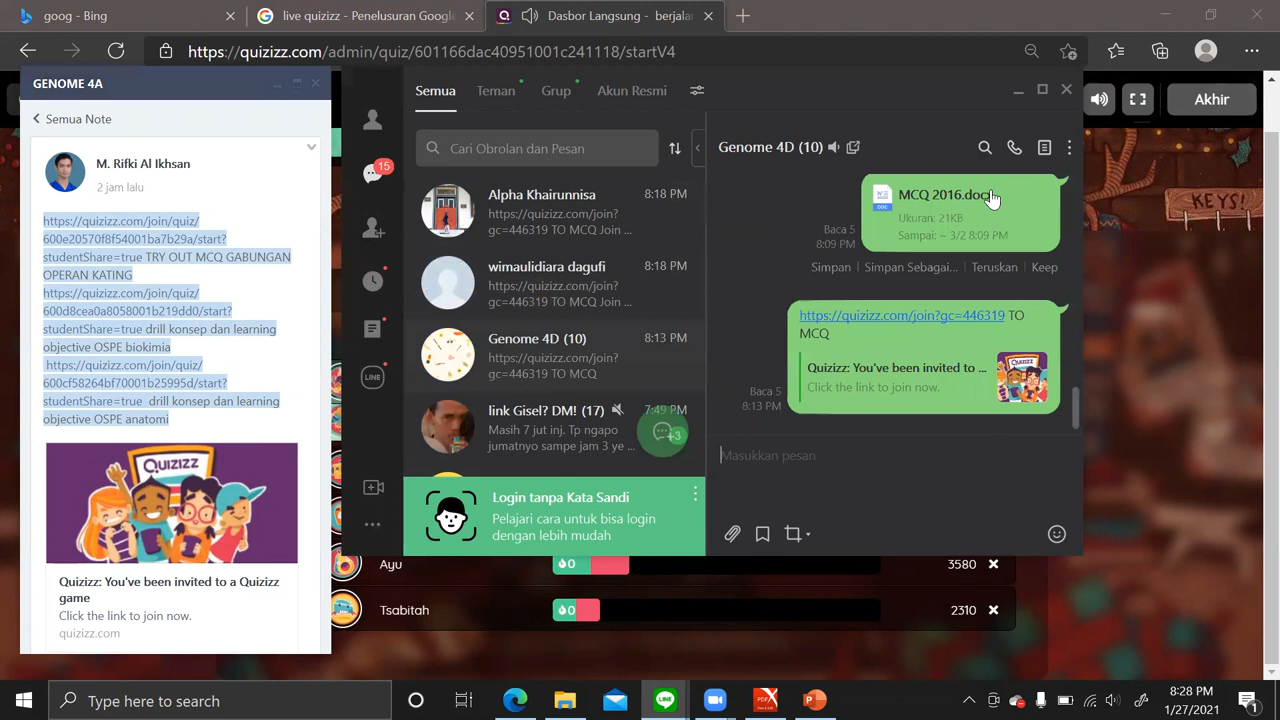 goog - Bing
live quizizz - Penelusuran Google
Dasbor Langsung - berjala
https://quizizz.com/admin/quiz/601166dac40951001c241118/startV4
Akhir
KEYS!
GENOME 4A
Semua Note
M. Rifki Al Ikhsan
2 jam lalu
https://quizizz.com/join/quiz/
600e20570f8f54001ba7b29a/start?
studentShare=true TRY OUT MCQ GABUNGAN
OPERAN KATING
https://quizizz.com/join/quiz/
600d8cea0a8058001b219dd0/start?
studentShare=true drill konsep dan learning
objective OSPE biokimia
https://quizizz.com/join/quiz/
600cf58264bf70001b25995d/start?
studentShare=true drill konsep dan learning
objective OSPE anatomi
Quizizz
Quizizz: You've been invited to a Quizizz
game
Click the link to join now.
quizizz.com
15
LINE
Semua
Teman
Grup
Akun Resmi
Cari Obrolan dan Pesan
Alpha Khairunnisa
8:18 PM
https://quizizz.com/join?
gc=446319 TO MCQ Join ...
wimaulidiara dagufi
8:18 PM
https://quizizz.com/join?
gc=446319 TO MCQ Join ...
Genome 4D (10)
8:13 PM
https://quizizz.com/join?
gc=446319 TO MCQ
link Gisel? DM! (17)
7:49 PM
Masih 7 jut inj. Tp ngapo
jumatnyo sampe jam 3 ye ...
+3
Login tanpa Kata Sandi
Pelajari cara untuk bisa login
dengan lebih mudah
Genome 4D (10)
MCQ 2016.docx
DOC
Ukuran: 21KB
Sampai: ~ 3/2 8:09 PM
Baca 5
8:09 PM
Simpan
Simpan Sebagai...
Teruskan
Keep
https://quizizz.com/join?gc=446319 TO
MCQ
Quizizz: You've been invited to ...
Click the link to join now.
Baca 5
8:13 PM
Masukkan pesan
Ayu
0
3580
Tsabitah
0
2310
Type here to search
8:28 PM
1/27/2021
1